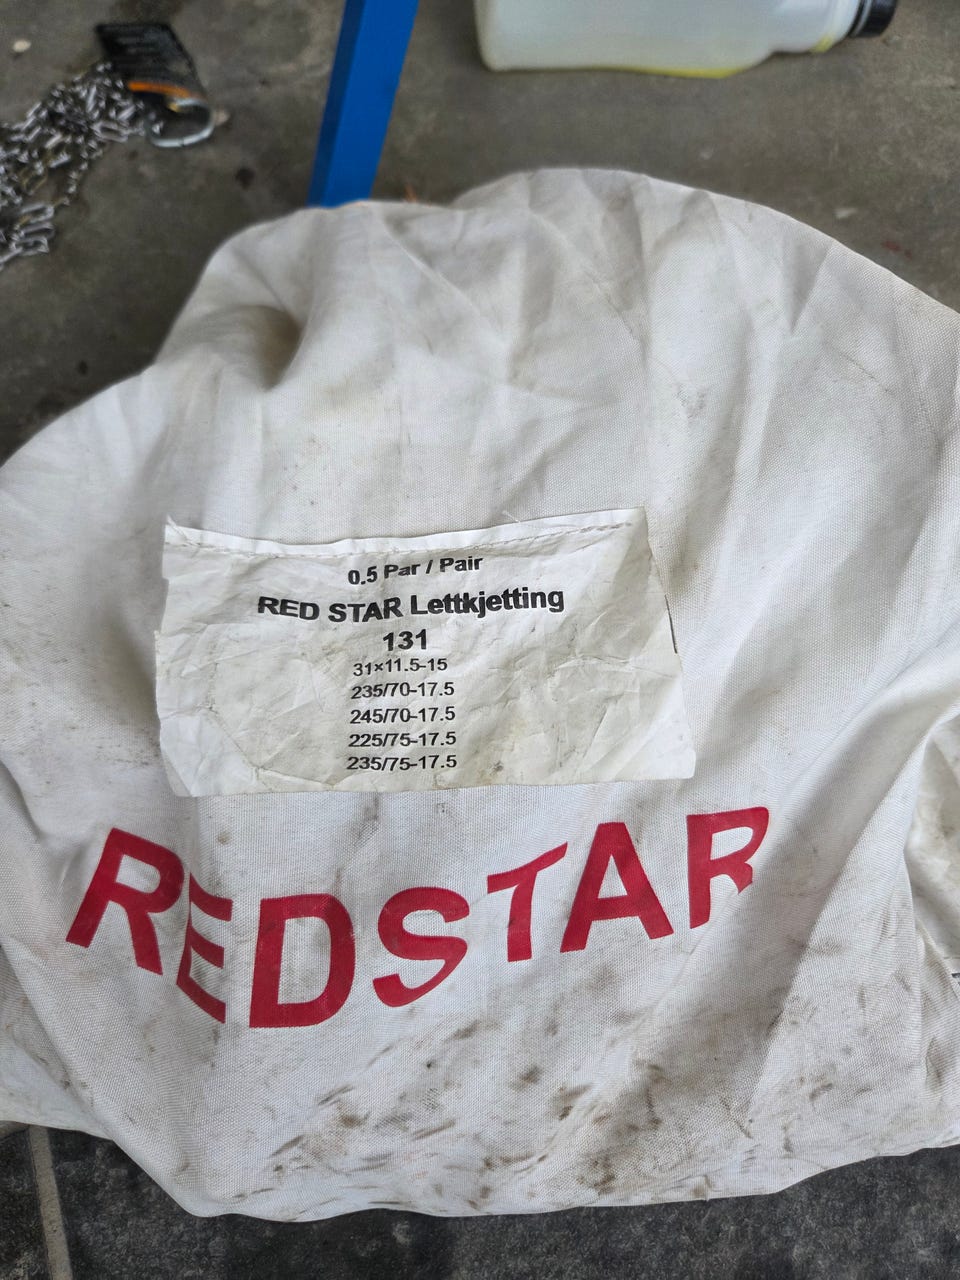 0.5 Par / Pair
RED STAR Lettkjetting
131
31×11.5-15
235/70-17.5
245/70-17.5
225/75-17.5
235/75-17.5
REDSTAR